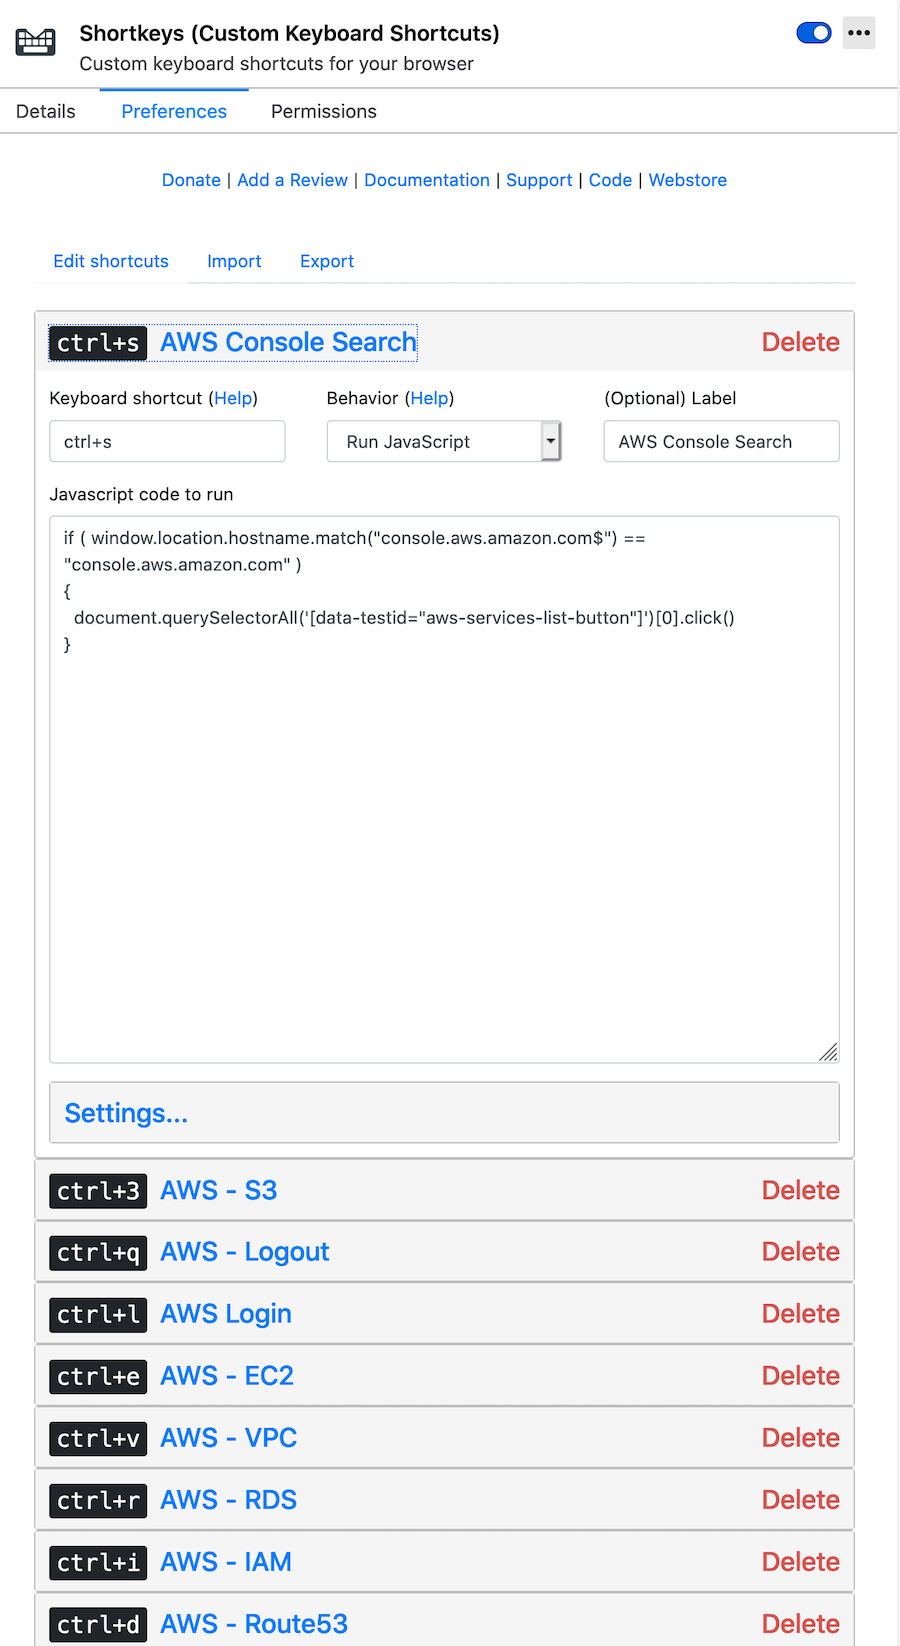 Shortkeys (Custom Keyboard Shortcuts)
Custom keyboard shortcuts for your browser
Details Preferences Permissions
Donate | Add a Review | Documentation | Support | Code | Webstore
Edit shortcuts Import Export
ctrl+s AWS Console Search Delete
Keyboard shortcut (Help) Behavior (Help) (Optional) Label
ctrl+s Run JavaScript AWS Console Search
Javascript code to run
if ( window.location.hostname.match("console.aws.amazon.com$") ==
"console.aws.amazon.com" )
{
document.querySelectorAll('[data-testid="aws-services-list-button"]')[0].click()
}
Settings...
ctrl+3 AWS - S3 Delete
ctrl+q AWS - Logout Delete
ctrl+l AWS Login Delete
ctrl+e AWS - EC2 Delete
ctrl+v AWS - VPC Delete
ctrl+r AWS - RDS Delete
ctrl+i AWS - IAM Delete
ctrl+d AWS - Route53 Delete